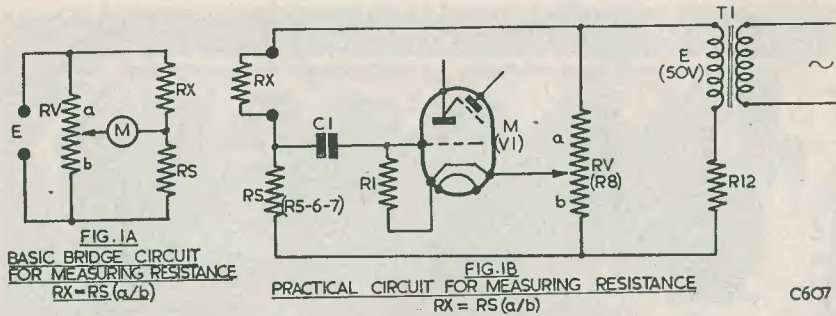 RV
a
b
E
M
RX
RS
FIG. 1A
BASIC BRIDGE CIRCUIT
FOR MEASURING RESISTANCE
RX=RS(a/b)
RX
C1
RS
(R5-6-7)
R1
M
(V1)
a
RV
(R8)
b
E
(50V)
T1
R12
FIG.1B
PRACTICAL CIRCUIT FOR MEASURING RESISTANCE
RX = RS(a/b)
C607